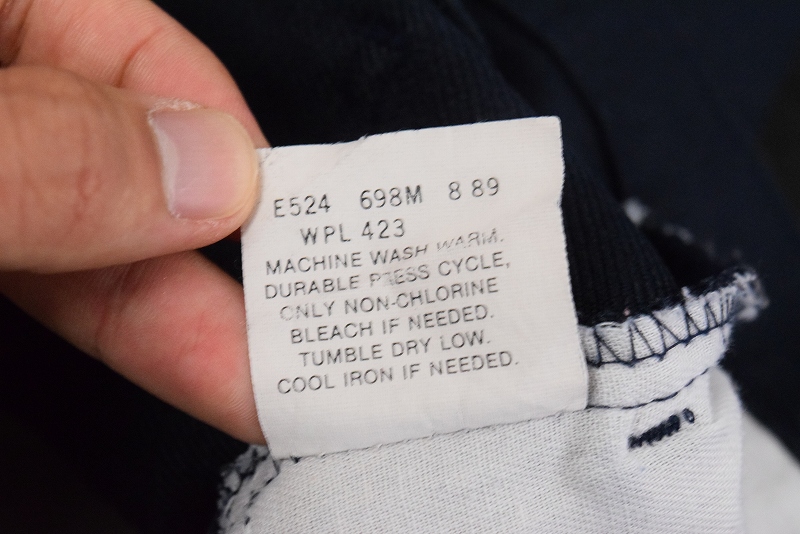 E524 698M 8 89
WPL 423
MACHINE WASH WARM.
DURABLE PRESS CYCLE,
ONLY NON-CHLORINE
BLEACH IF NEEDED.
TUMBLE DRY LOW.
COOL IRON IF NEEDED.